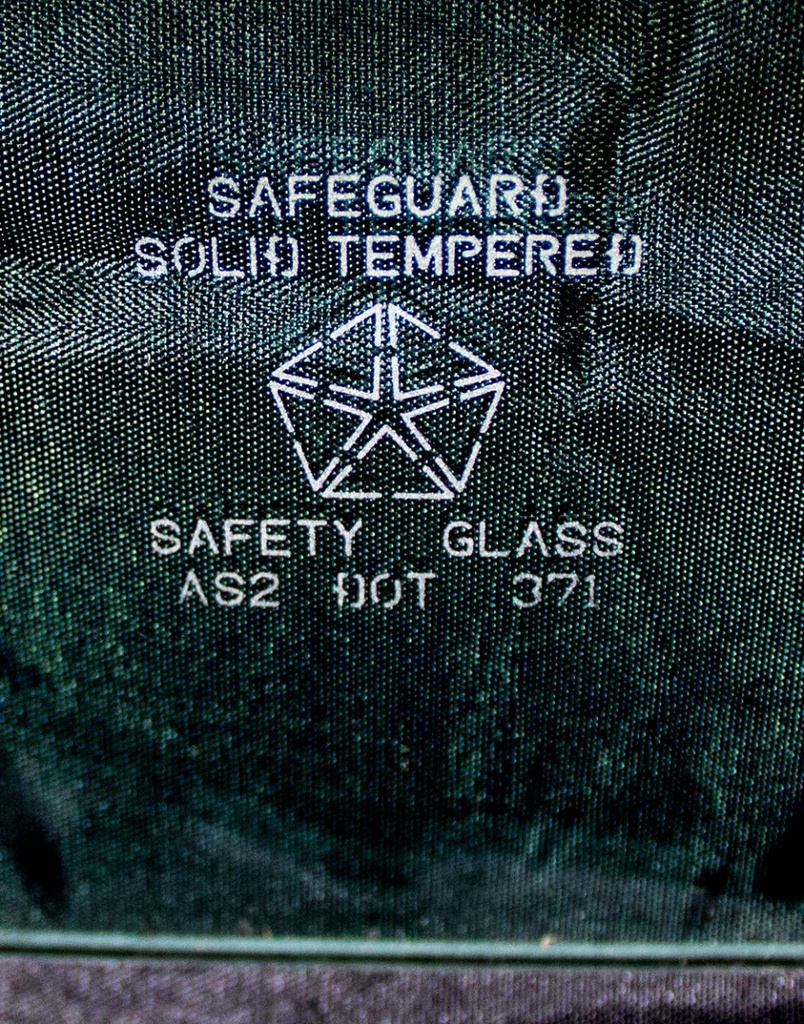 SAFEGUARD
SOLID TEMPERED
SAFETY GLASS
AS2 DOT 371